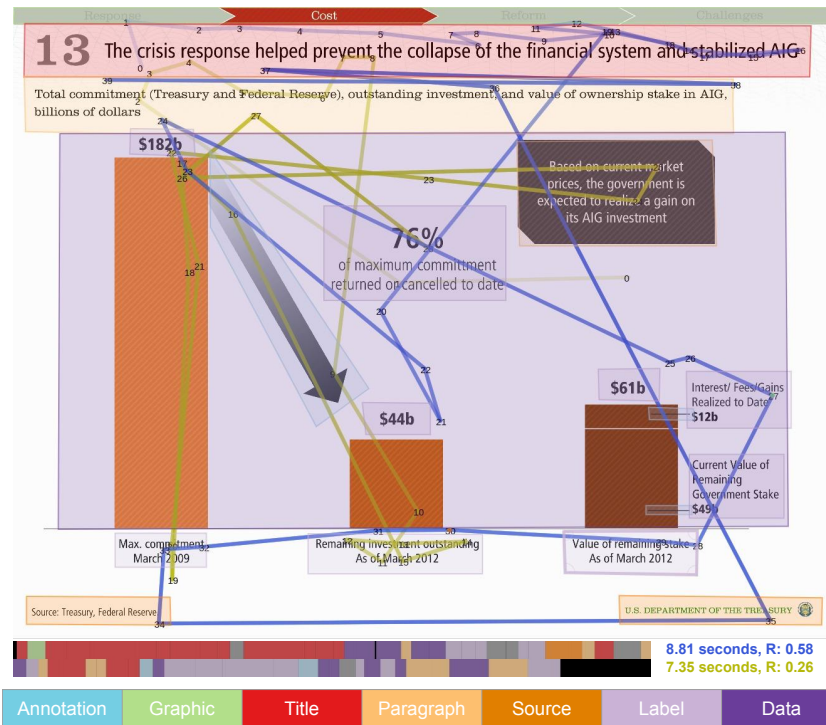 Response Cost Reform Challenges
13 The crisis response helped prevent the collapse of the financial system and stabilized AIG
Total commitment (Treasury and Federal Reserve), outstanding investment, and value of ownership stake in AIG,
billions of dollars
$182b
Based on current market
prices, the government is
expected to realize a gain on
its AIG investment
76%
of maximum committment
returned or cancelled to date
$44b
$61b
Interest/ Fees/Gains
Realized to Date
$12b
Current Value of
Remaining
Government Stake
$49b
Max. committment
March 2009
Remaining investment outstanding
As of March 2012
Value of remaining stake
As of March 2012
Source: Treasury, Federal Reserve
U.S. DEPARTMENT OF THE TREASURY
8.81 seconds, R: 0.58
7.35 seconds, R: 0.26
Annotation Graphic Title Paragraph Source Label Data